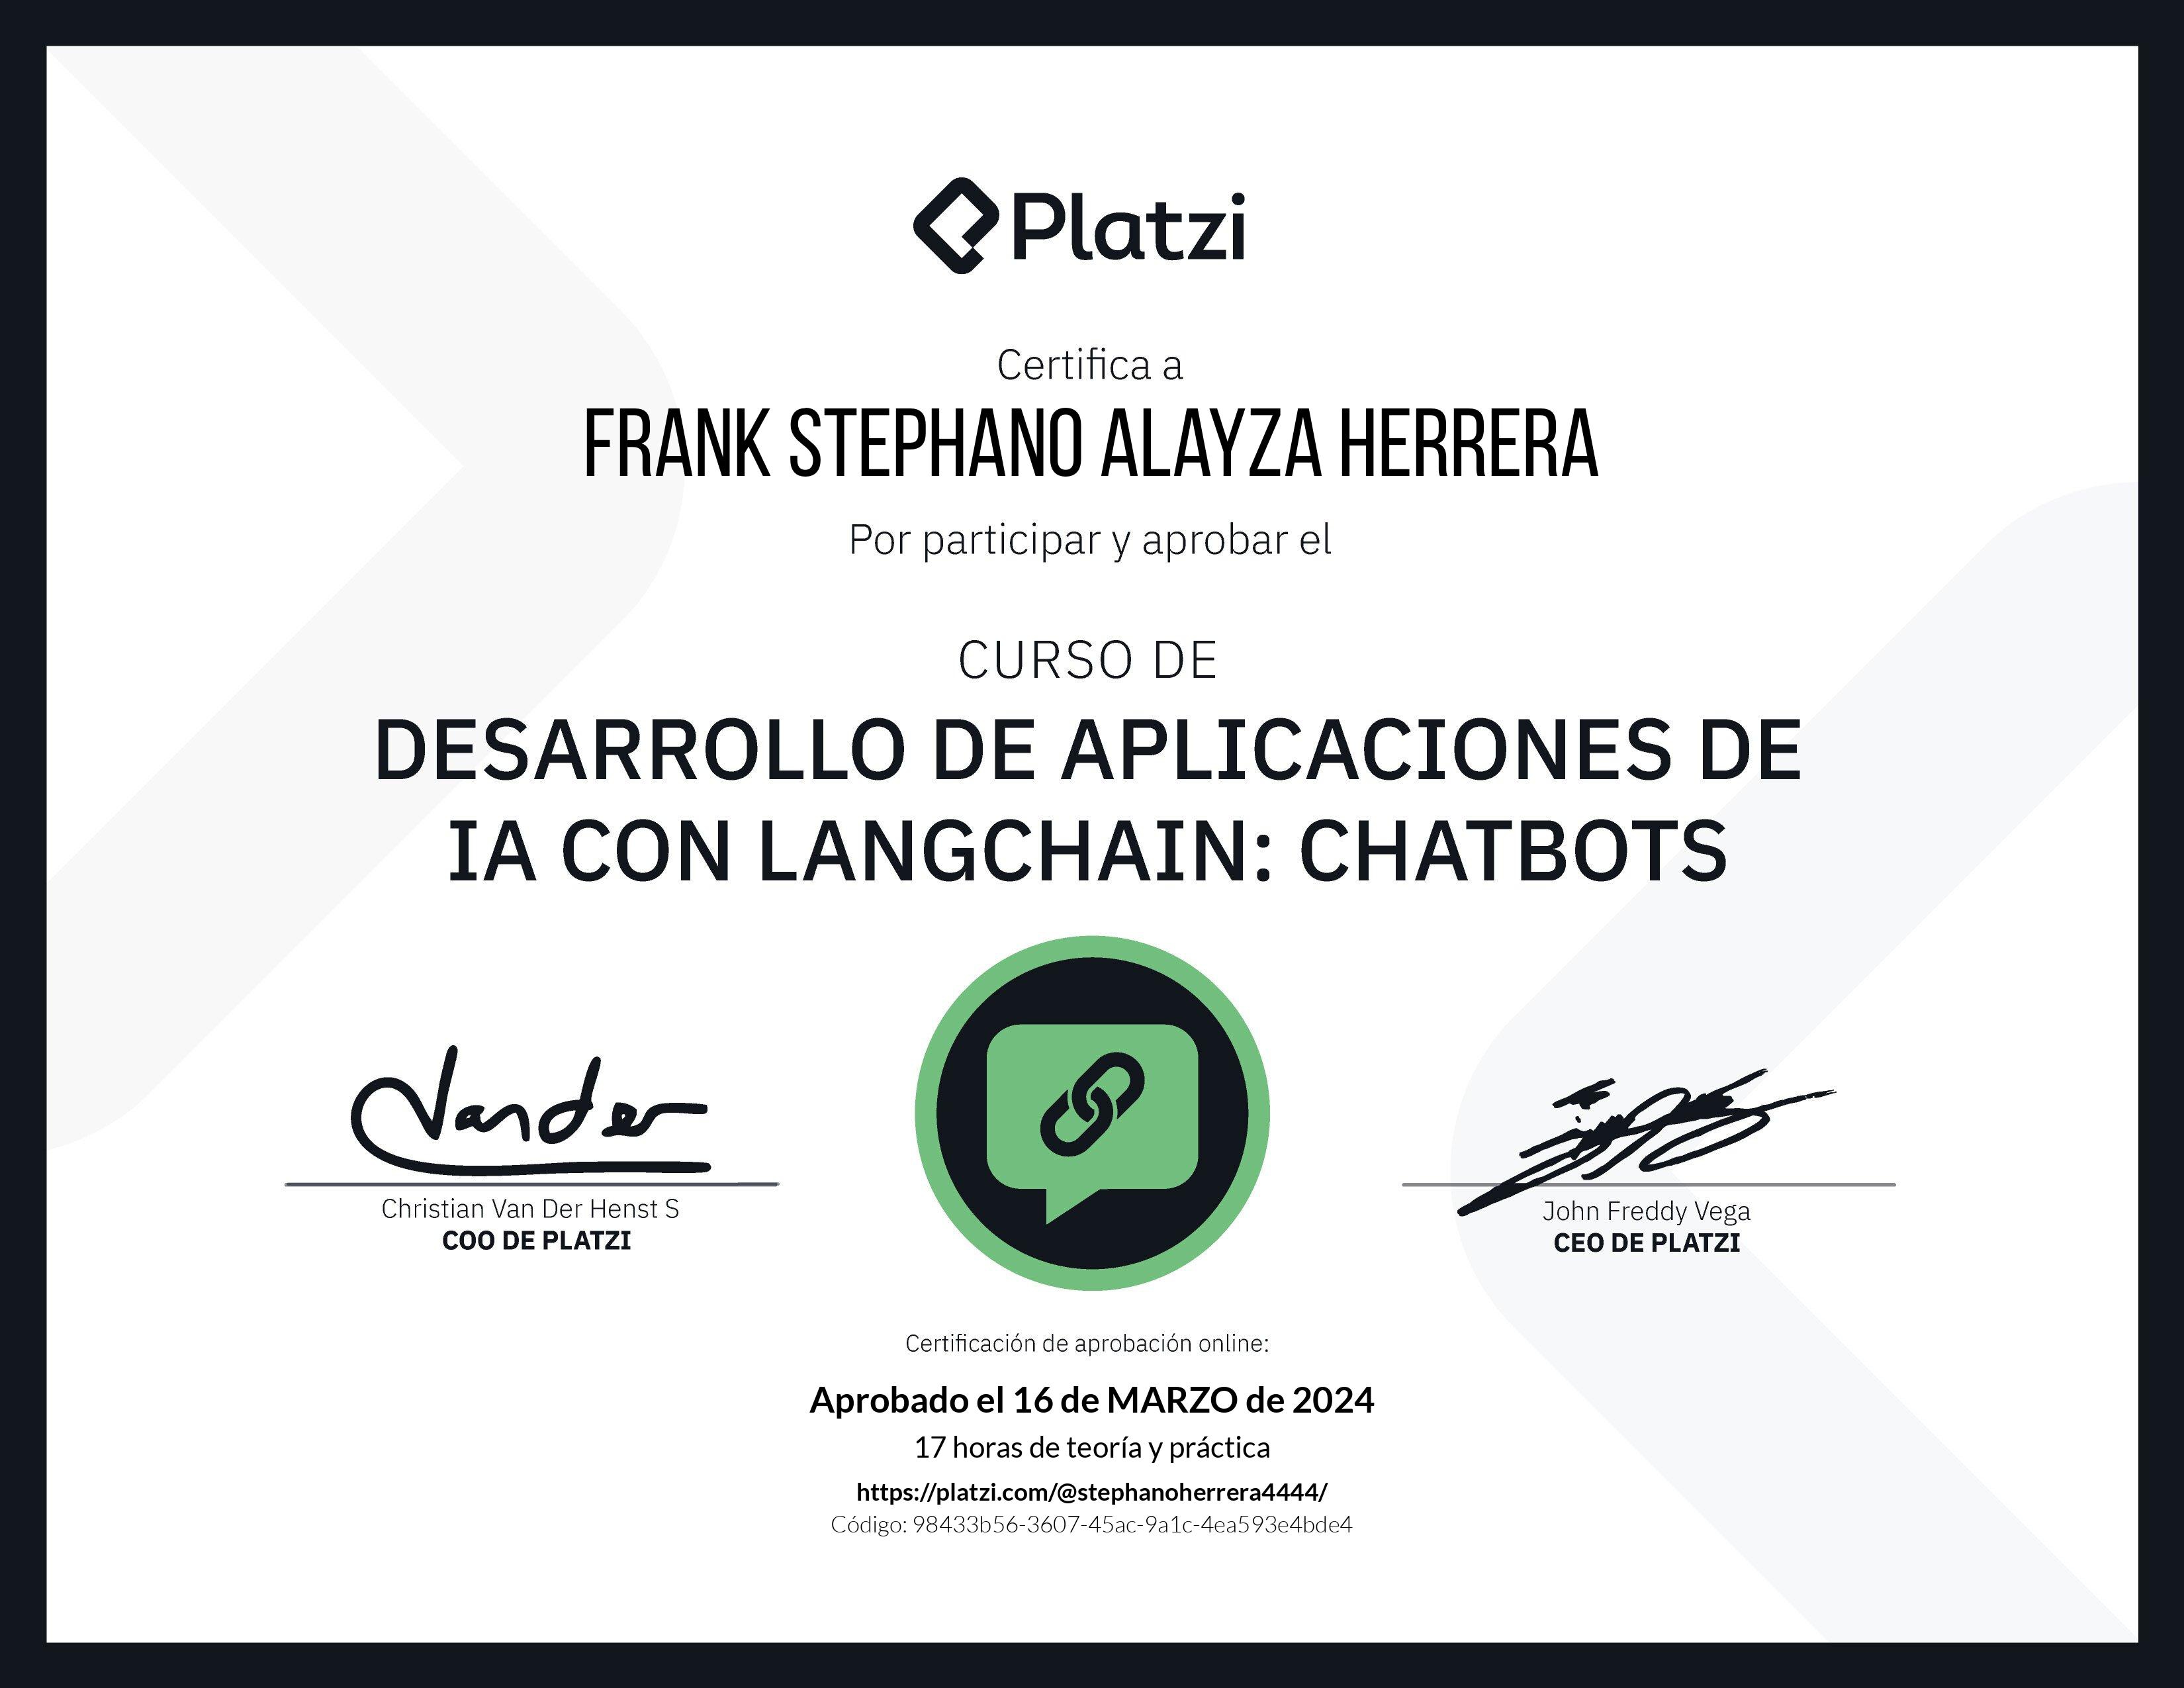 Platzi
Certifica a
FRANK STEPHANO ALAYZA HERRERA
Por participar y aprobar el
CURSO DE
DESARROLLO DE APLICACIONES DE
IA CON LANGCHAIN: CHATBOTS
Vander
Christian Van Der Henst S
COO DE PLATZI
John Freddy Vega
CEO DE PLATZI
Certificación de aprobación online:
Aprobado el 16 de MARZO de 2024
17 horas de teoría y práctica
https://platzi.com/@stephanoherrera4444/
Código: 98433b56-3607-45ac-9a1c-4ea593e4bde4